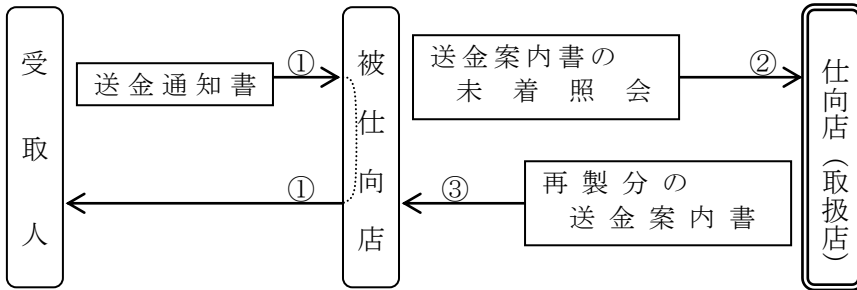 受取人
送金通知書
①
①
被仕向店
送金案内書の
未着照会
②
③
再製分の
送金案内書
仕向店(取扱店)